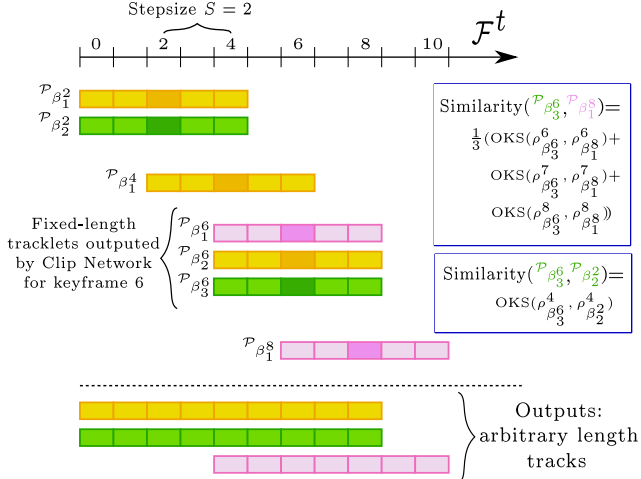 Stepsize S = 2
0 2 4 6 8 10
𝓕^t
𝒫_{β_1^2}
𝒫_{β_2^2}
𝒫_{β_1^4}
Fixed-length
tracklets outputed
by Clip Network
for keyframe 6
𝒫_{β_1^6}
𝒫_{β_2^6}
𝒫_{β_3^6}
𝒫_{β_1^8}
Similarity(𝒫_{β_3^6}, 𝒫_{β_1^8})=
1/3(OKS(ρ^6_{β_3^6}, ρ^6_{β_1^8})+
OKS(ρ^7_{β_3^6}, ρ^7_{β_1^8})+
OKS(ρ^8_{β_3^6}, ρ^8_{β_1^8}))
Similarity(𝒫_{β_3^6}, 𝒫_{β_2^2})=
OKS(ρ^4_{β_3^6}, ρ^4_{β_2^2})
Outputs:
arbitrary length
tracks